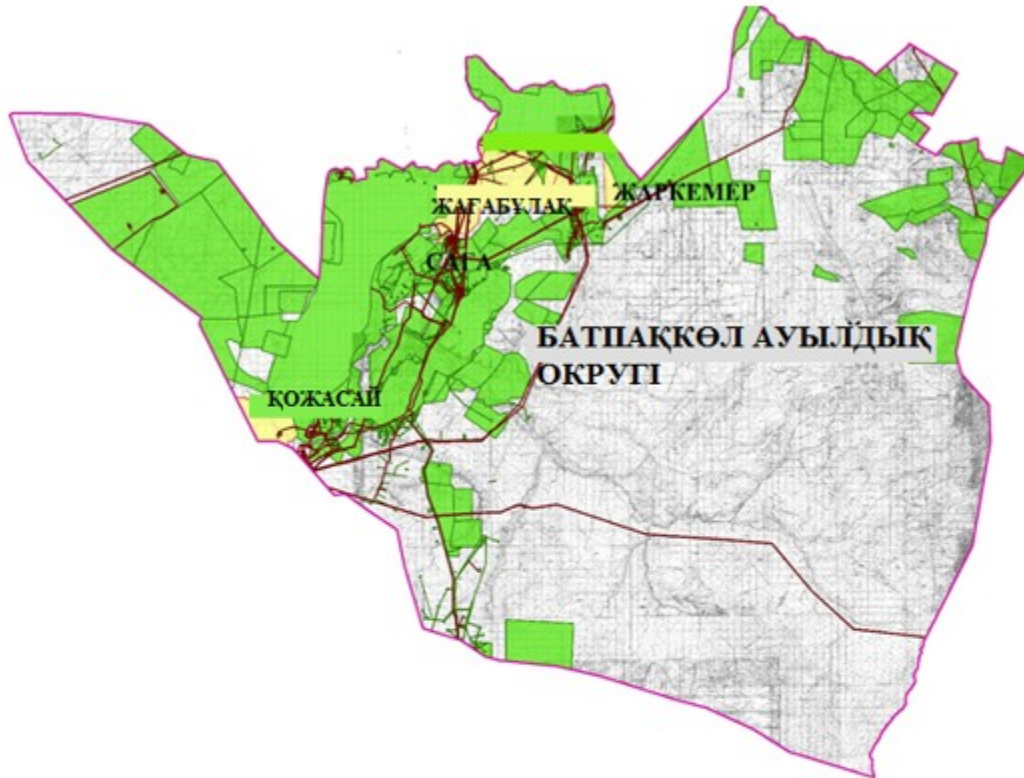 ЖАРКЕМЕР
ЖАҒАБҰЛАҚ
САҒА
БАТПАҚКӨЛ АУЫЛДЫҚ
ОКРУГІ
ҚОЖАСАЙ